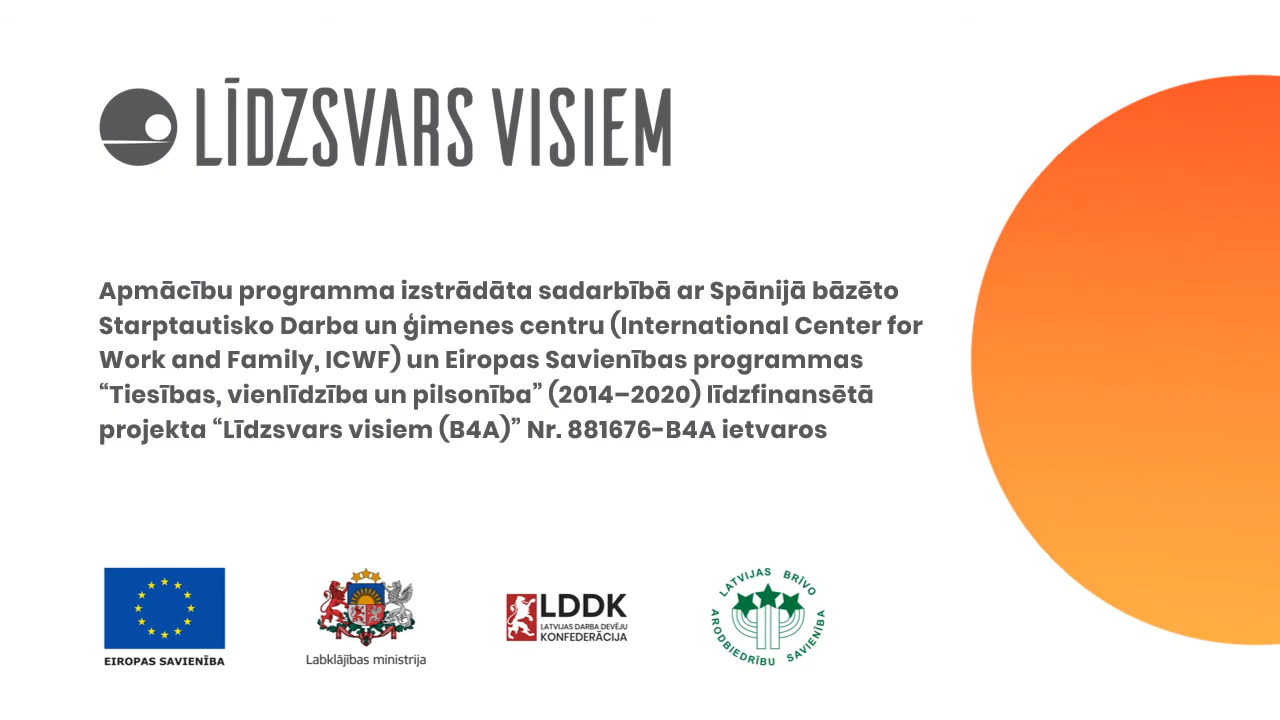 LĪDZSVARS VISIEM
Apmācību programma izstrādāta sadarbībā ar Spānijā bāzēto
Starptautisko Darba un ģimenes centru (International Center for
Work and Family, ICWF) un Eiropas Savienības programmas
“Tiesības, vienlīdzība un pilsonība” (2014–2020) līdzfinansētā
projekta “Līdzsvars visiem (B4A)” Nr. 881676-B4A ietvaros
EIROPAS SAVIENĪBA
Labklājības ministrija
LDDK
LATVIJAS DARBA DEVĒJU
KONFEDERĀCIJA
LATVIJAS BRĪVO
ARODBIEDRĪBU SAVIENĪBA